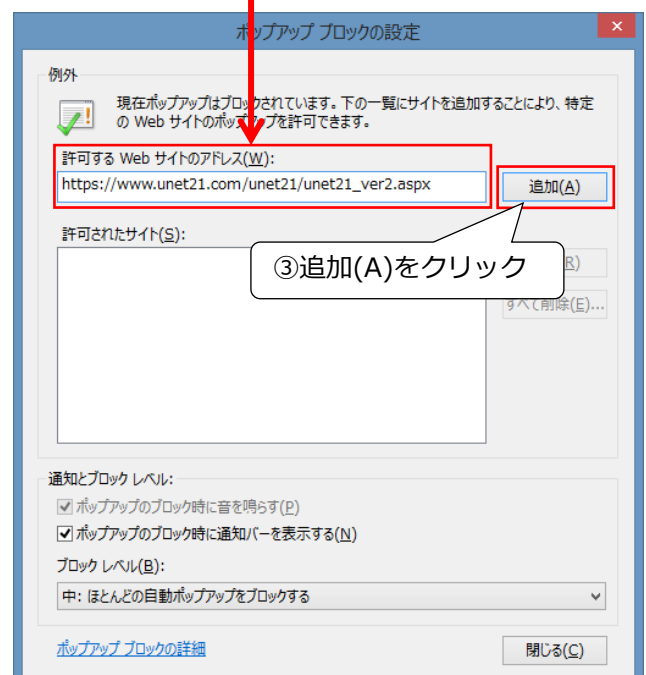 ポップアップ ブロックの設定
例外
現在ポップアップはブロックされています。下の一覧にサイトを追加することにより、特定
の Web サイトのポップアップを許可できます。
許可する Web サイトのアドレス(W):
https://www.unet21.com/unet21/unet21_ver2.aspx
追加(A)
許可されたサイト(S):
③追加(A)をクリック
R)
すべて削除(E)...
通知とブロック レベル:
ポップアップのブロック時に音を鳴らす(P)
ポップアップのブロック時に通知バーを表示する(N)
ブロック レベル(B):
中: ほとんどの自動ポップアップをブロックする
ポップアップ ブロックの詳細
閉じる(C)